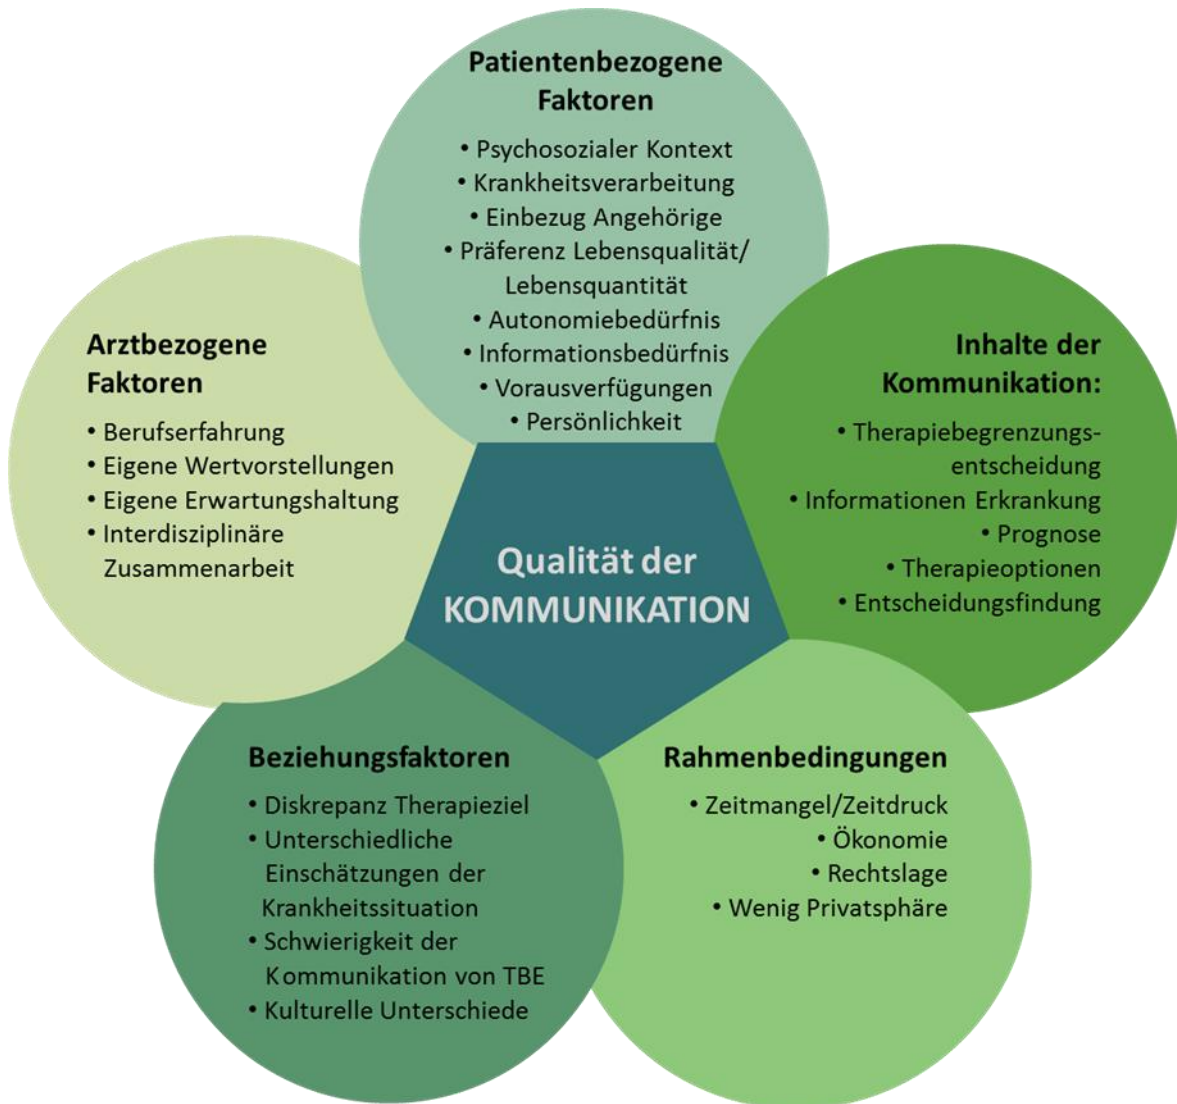 Patientenbezogene
Faktoren
• Psychosozialer Kontext
• Krankheitsverarbeitung
• Einbezug Angehörige
• Präferenz Lebensqualität/
Lebensquantität
• Autonomiebedürfnis
• Informationsbedürfnis
• Vorausverfügungen
• Persönlichkeit
Arztbezogene
Faktoren
• Berufserfahrung
• Eigene Wertvorstellungen
• Eigene Erwartungshaltung
• Interdisziplinäre
Zusammenarbeit
Inhalte der
Kommunikation:
• Therapiebegrenzungs-
entscheidung
• Informationen Erkrankung
• Prognose
• Therapieoptionen
• Entscheidungsfindung
Qualität der
KOMMUNIKATION
Beziehungsfaktoren
• Diskrepanz Therapieziel
• Unterschiedliche
Einschätzungen der
Krankheitssituation
• Schwierigkeit der
Kommunikation von TBE
• Kulturelle Unterschiede
Rahmenbedingungen
• Zeitmangel/Zeitdruck
• Ökonomie
• Rechtslage
• Wenig Privatsphäre